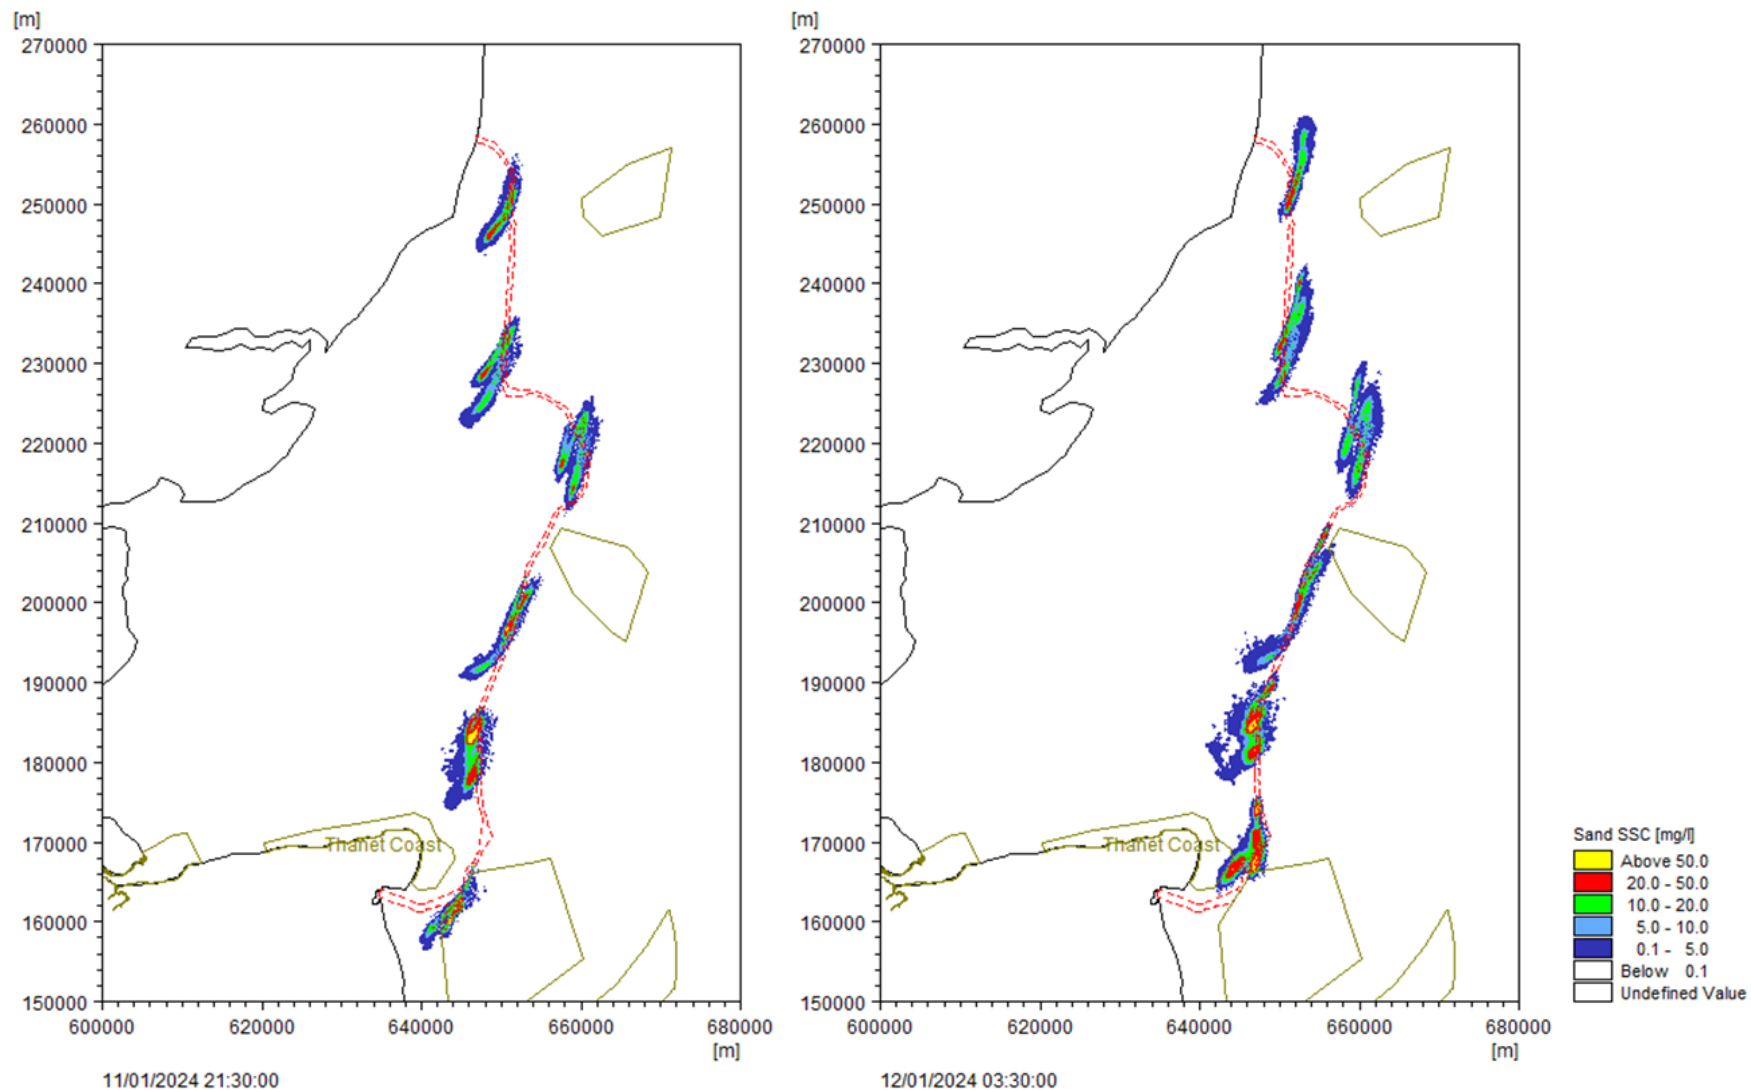 [m]
270000
260000
250000
240000
230000
220000
210000
200000
190000
180000
170000
160000
150000
600000 620000 640000 660000 680000
[m]
Thanet Coast
11/01/2024 21:30:00
[m]
270000
260000
250000
240000
230000
220000
210000
200000
190000
180000
170000
160000
150000
600000 620000 640000 660000 680000
[m]
Thanet Coast
12/01/2024 03:30:00
Sand SSC [mg/l]
Above 50.0
20.0 - 50.0
10.0 - 20.0
5.0 - 10.0
0.1 - 5.0
Below 0.1
Undefined Value